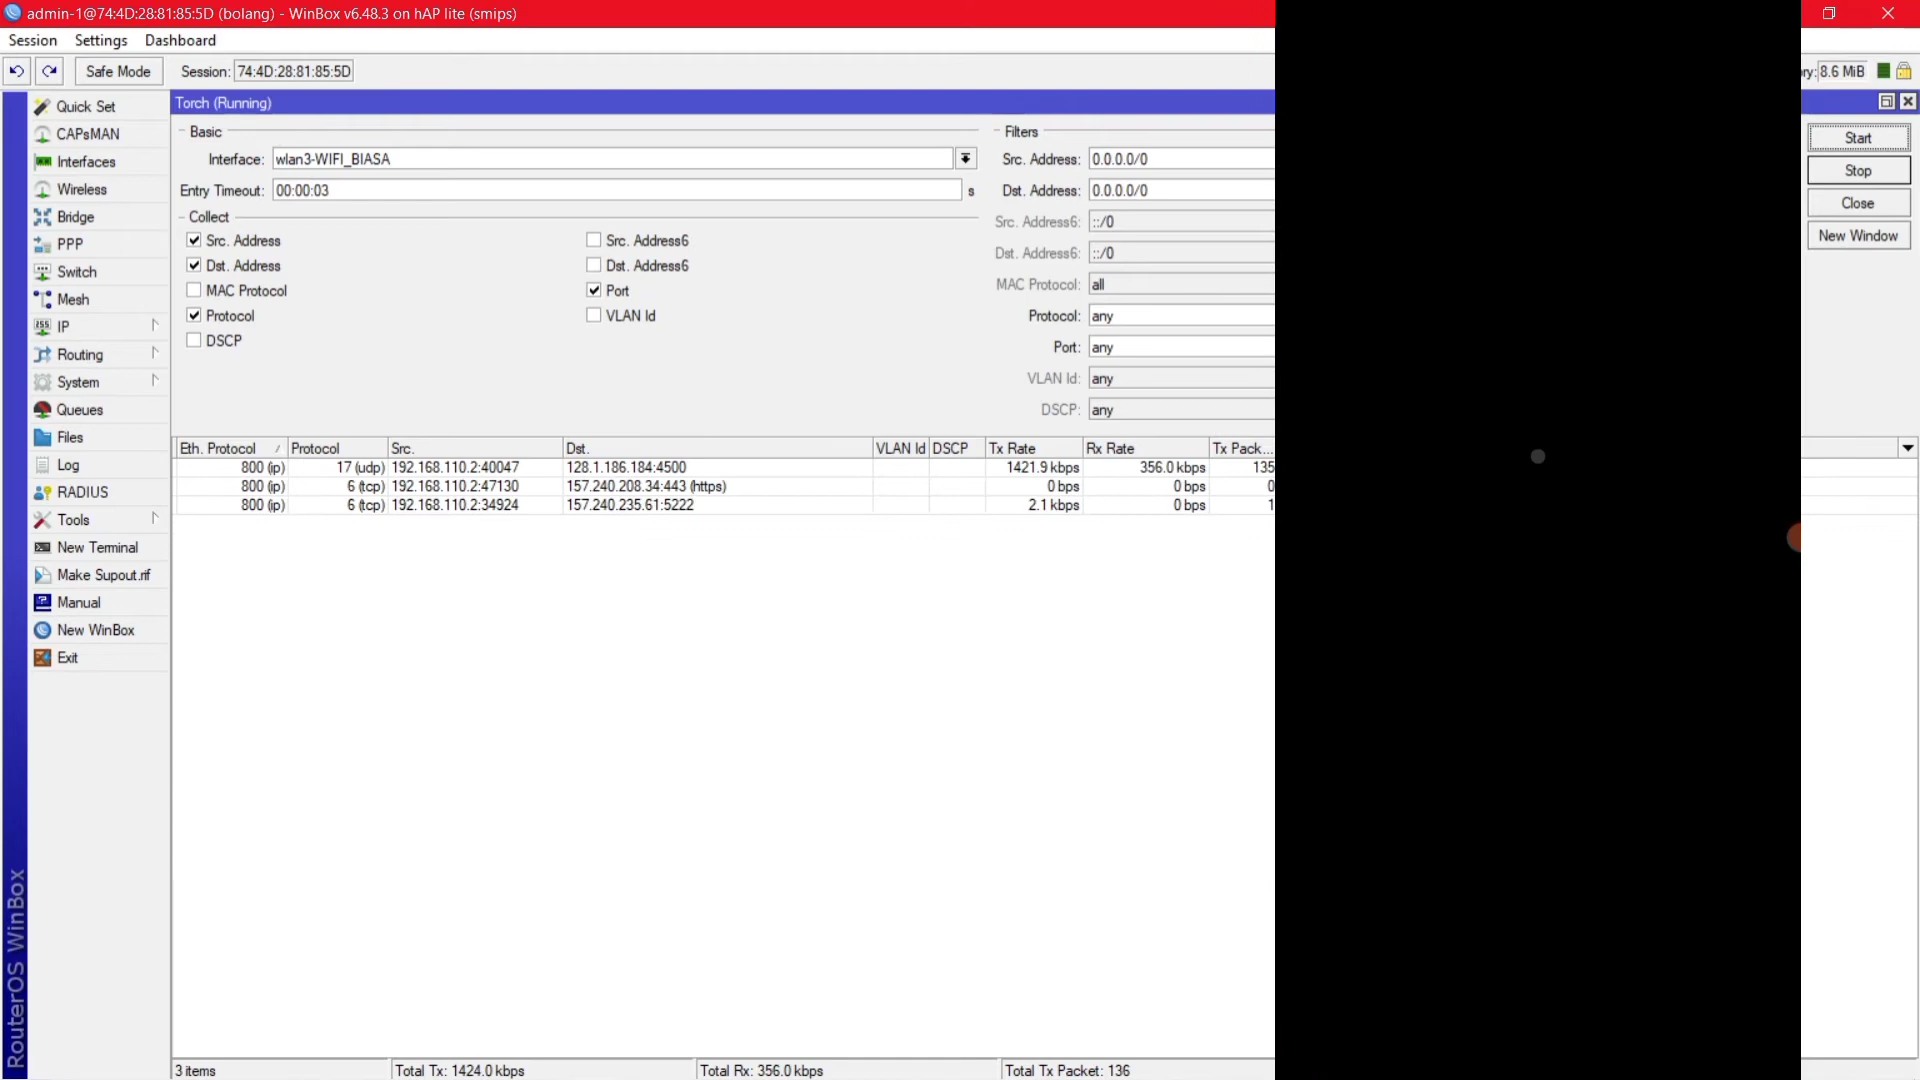 admin-1@74:4D:28:81:85:5D (bolang) - WinBox v6.48.3 on hAP lite (smips)
Session Settings Dashboard
Safe Mode Session: 74:4D:28:81:85:5D 8.6 MiB
Quick Set
CAPsMAN
Interfaces
Wireless
Bridge
PPP
Switch
Mesh
IP
Routing
System
Queues
Files
Log
RADIUS
Tools
New Terminal
Make Supout.rif
Manual
New WinBox
Exit
RouterOS WinBox
Torch (Running)
Basic
Interface: wlan3-WIFI_BIASA
Entry Timeout: 00:00:03 s
Collect
Src. Address Src. Address6
Dst. Address Dst. Address6
MAC Protocol Port
Protocol VLAN Id
DSCP
Filters
Src. Address: 0.0.0.0/0
Dst. Address: 0.0.0.0/0
Src. Address6: ::/0
Dst. Address6: ::/0
MAC Protocol: all
Protocol: any
Port: any
VLAN Id: any
DSCP: any
Start
Stop
Close
New Window
Eth. Protocol / Protocol Src. Dst. VLAN Id DSCP Tx Rate Rx Rate Tx Pack...
800 (ip) 17 (udp) 192.168.110.2:40047 128.1.186.184:4500 1421.9 kbps 356.0 kbps 135
800 (ip) 6 (tcp) 192.168.110.2:47130 157.240.208.34:443 (https) 0 bps 0 bps 0
800 (ip) 6 (tcp) 192.168.110.2:34924 157.240.235.61:5222 2.1 kbps 0 bps 1
3 items Total Tx: 1424.0 kbps Total Rx: 356.0 kbps Total Tx Packet: 136